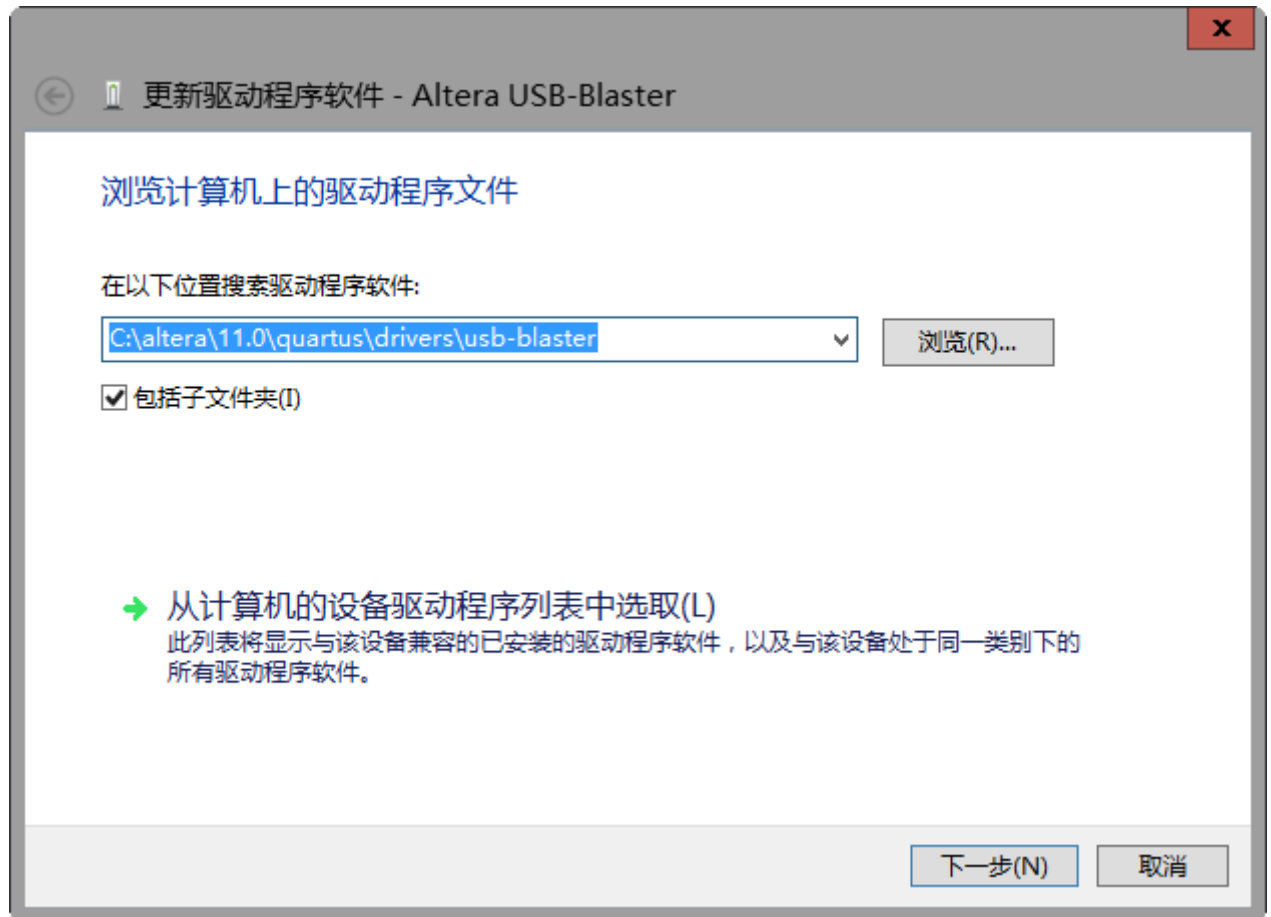 x
更新驱动程序软件 - Altera USB-Blaster
浏览计算机上的驱动程序文件
在以下位置搜索驱动程序软件:
C:\altera\11.0\quartus\drivers\usb-blaster
浏览(R)...
包括子文件夹(I)
从计算机的设备驱动程序列表中选取(L)
此列表将显示与该设备兼容的已安装的驱动程序软件，以及与该设备处于同一类别下的
所有驱动程序软件。
下一步(N)
取消